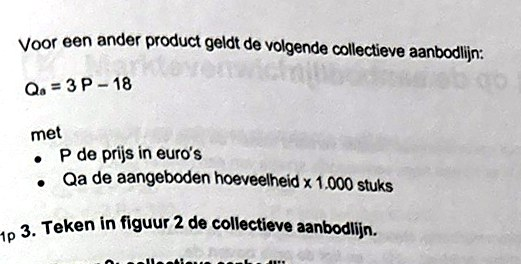 Voor een ander product geldt de volgende collectieve aanbodlijn:
Qa = 3 P – 18
met
• P de prijs in euro's
• Qa de aangeboden hoeveelheid x 1.000 stuks
1p 3. Teken in figuur 2 de collectieve aanbodlijn.